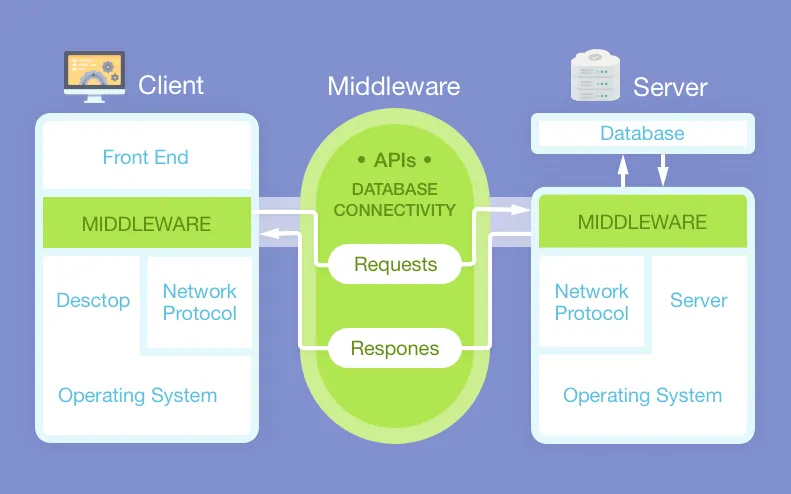 Client
Middleware
Server
Front End
MIDDLEWARE
Desctop
Network
Protocol
Operating System
• APIs •
DATABASE
CONNECTIVITY
Requests
Respones
Database
MIDDLEWARE
Network
Protocol
Server
Operating System